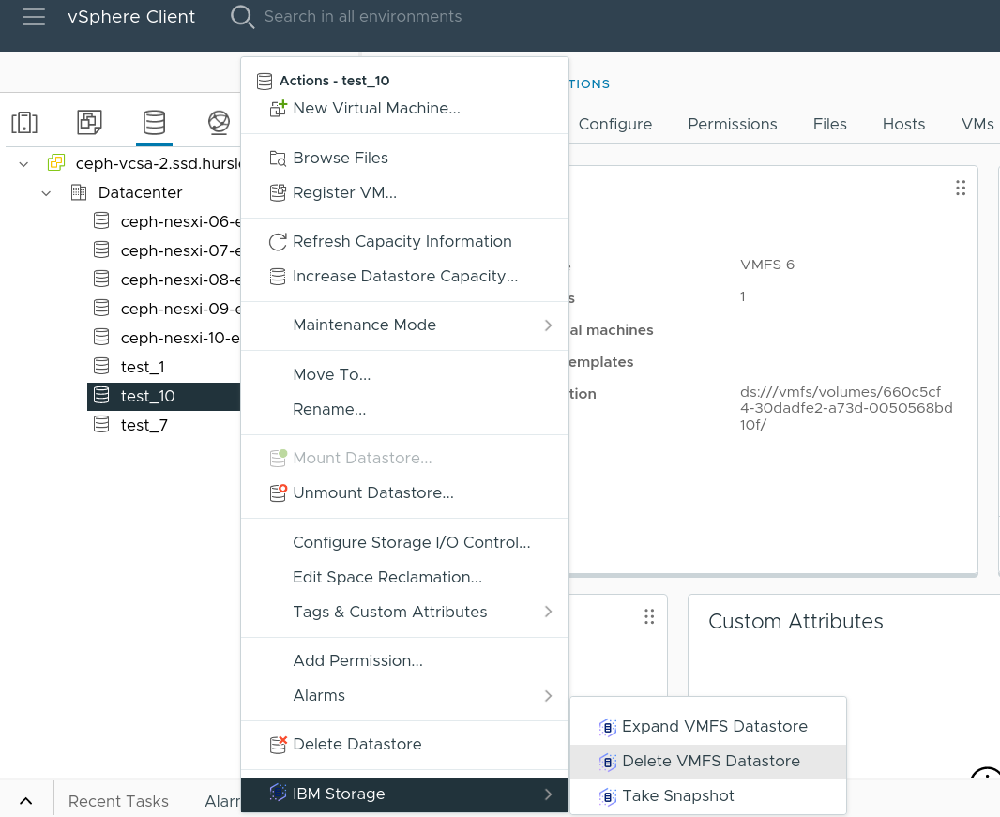 vSphere Client
Search in all environments
Actions - test_10
New Virtual Machine...
Browse Files
Register VM...
Refresh Capacity Information
Increase Datastore Capacity...
Maintenance Mode
Move To...
Rename...
Mount Datastore...
Unmount Datastore...
Configure Storage I/O Control...
Edit Space Reclamation...
Tags & Custom Attributes
Add Permission...
Alarms
Delete Datastore
IBM Storage
Expand VMFS Datastore
Delete VMFS Datastore
Take Snapshot
ceph-vcsa-2.ssd.hursl
Datacenter
ceph-nesxi-06-e
ceph-nesxi-07-e
ceph-nesxi-08-e
ceph-nesxi-09-e
ceph-nesxi-10-e
test_1
test_10
test_7
TIONS
Configure Permissions Files Hosts VMs
VMFS 6
s 1
al machines
emplates
tion ds:///vmfs/volumes/660c5cf
4-30dadfe2-a73d-0050568bd
10f/
Custom Attributes
Recent Tasks Alarr